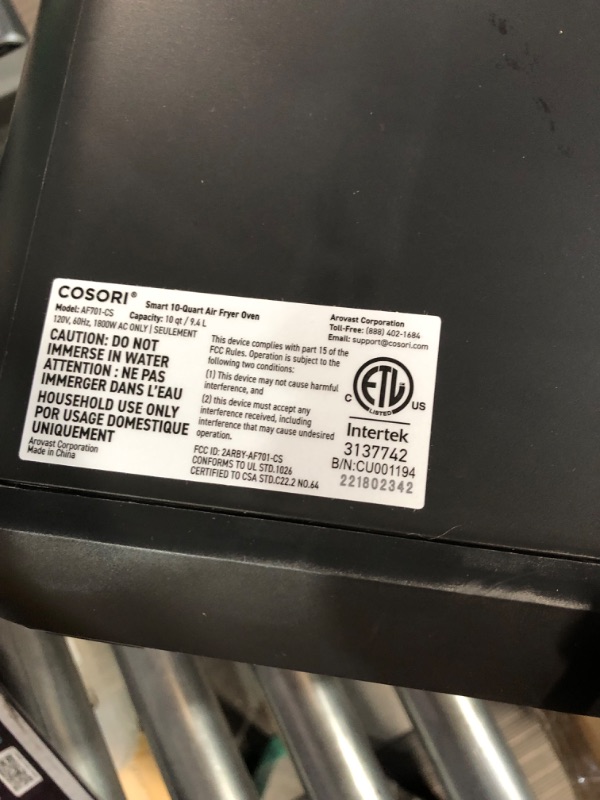 COSORI® Smart 10-Quart Air Fryer Oven
Model: AF701-CS Capacity: 10 qt / 9.4 L
120V, 60Hz, 1800W AC ONLY | SEULEMENT
CAUTION: DO NOT
IMMERSE IN WATER
ATTENTION : NE PAS
IMMERGER DANS L'EAU
HOUSEHOLD USE ONLY
POR USAGE DOMESTIQUE
UNIQUEMENT
Arovast Corporation
Made in China
This device complies with part 15 of the
FCC Rules. Operation is subject to the
following two conditions:
(1) This device may not cause harmful
interference, and
(2) this device must accept any
interference received, including
interference that may cause undesired
operation.
FCC ID: 2ARBY-AF701-CS
CONFORMS TO UL STD.1026
CERTIFIED TO CSA STD.C22.2 NO.64
Arovast Corporation
Toll-Free: (888) 402-1684
Email: support@cosori.com
C ETL US
LISTED
Intertek
3137742
B/N:CU001194
221802342